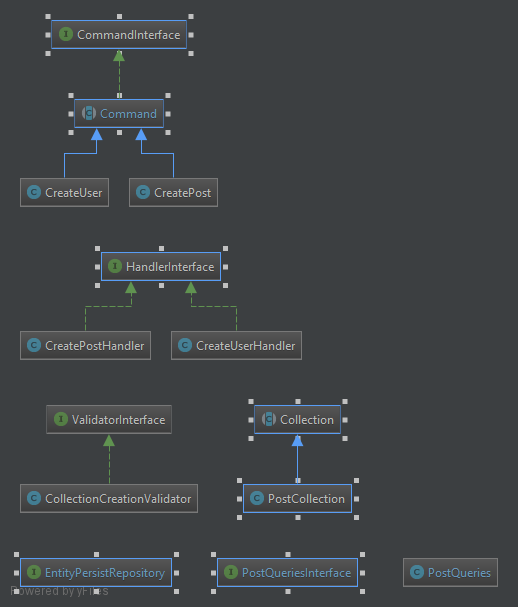 CommandInterface
Command
CreateUser
CreatePost
HandlerInterface
CreatePostHandler
CreateUserHandler
ValidatorInterface
Collection
CollectionCreationValidator
PostCollection
EntityPersistRepository
PostQueriesInterface
PostQueries
Powered by yFiles